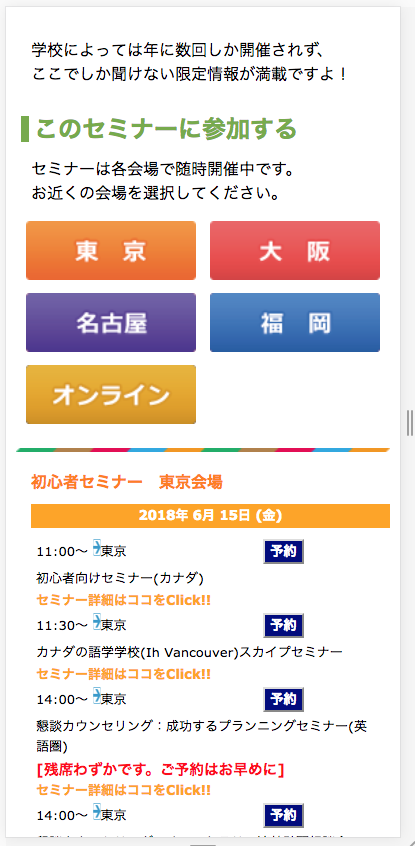 学校によっては年に数回しか開催されず、
ここでしか聞けない限定情報が満載ですよ！
このセミナーに参加する
セミナーは各会場で随時開催中です。
お近くの会場を選択してください。
東　京
大　阪
名古屋
福　岡
オンライン
初心者セミナー　東京会場
2018年 6月 15日 (金)
11:00～ 東京 予約
初心者向けセミナー(カナダ)
セミナー詳細はココをClick!!
11:30～ 東京 予約
カナダの語学学校(Ih Vancouver)スカイプセミナー
セミナー詳細はココをClick!!
14:00～ 東京 予約
懇談カウンセリング：成功するプランニングセミナー(英
語圏)
[残席わずかです。ご予約はお早めに]
セミナー詳細はココをClick!!
14:00～ 東京 予約